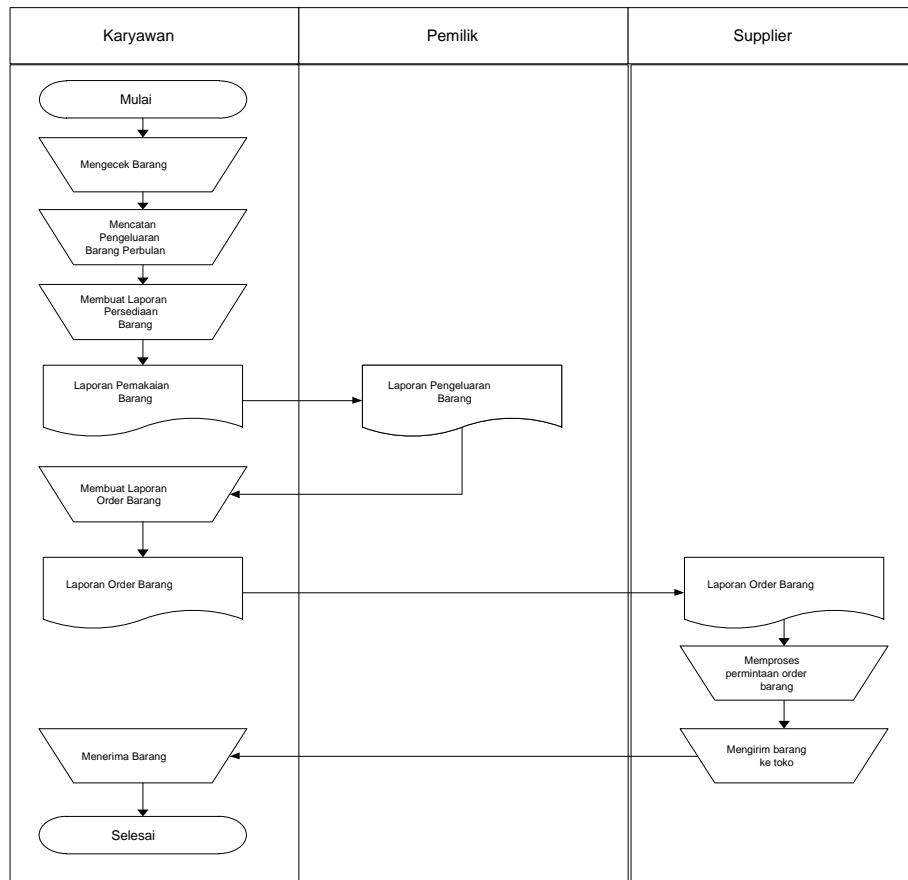 Karyawan
Pemilik
Supplier
Mulai
Mengecek Barang
Mencatan
Pengeluaran
Barang Perbulan
Membuat Laporan
Persediaan
Barang
Laporan Pemakaian
Barang
Laporan Pengeluaran
Barang
Membuat Laporan
Order Barang
Laporan Order Barang
Laporan Order Barang
Memproses
permintaan order
barang
Mengirim barang
ke toko
Menerima Barang
Selesai